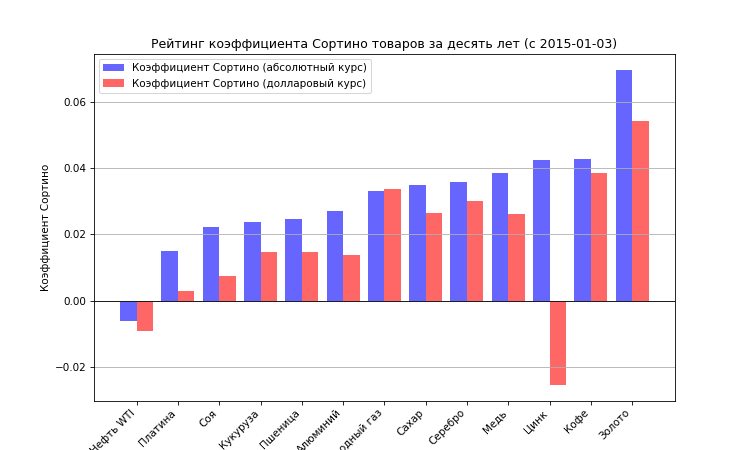 Рейтинг коэффициента Сортино товаров за десять лет (с 2015-01-03)
Коэффициент Сортино (абсолютный курс)
Коэффициент Сортино (долларовый курс)
Коэффициент Сортино
0.06
0.04
0.02
0.00
−0.02
Нефть WTI
Платина
Соя
Кукуруза
Пшеница
Алюминий
одный газ
Сахар
Серебро
Медь
Цинк
Кофе
Золото